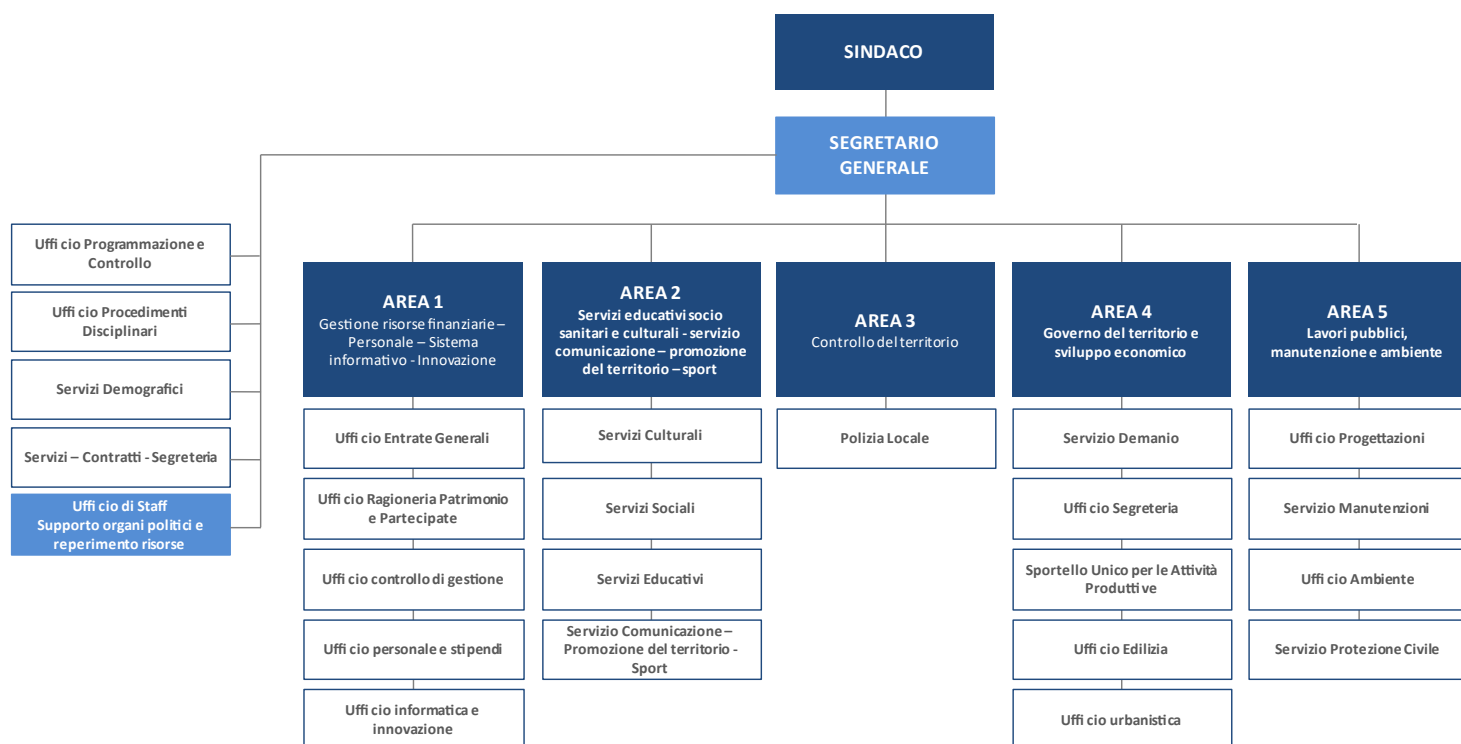 SINDACO
SEGRETARIO
GENERALE
Ufficio Programmazione e
Controllo
Ufficio Procedimenti
Disciplinari
Servizi Demografici
Servizi – Contratti - Segreteria
Ufficio di Staff
Supporto organi politici e
reperimento risorse
AREA 1
Gestione risorse finanziarie –
Personale – Sistema
informativo - Innovazione
Ufficio Entrate Generali
Ufficio Ragioneria Patrimonio
e Partecipate
Ufficio controllo di gestione
Ufficio personale e stipendi
Ufficio informatica e
innovazione
AREA 2
Servizi educativi socio
sanitari e culturali - servizio
comunicazione – promozione
del territorio – sport
Servizi Culturali
Servizi Sociali
Servizi Educativi
Servizio Comunicazione –
Promozione del territorio -
Sport
AREA 3
Controllo del territorio
Polizia Locale
AREA 4
Governo del territorio e
sviluppo economico
Servizio Demanio
Ufficio Segreteria
Sportello Unico per le Attività
Produttive
Ufficio Edilizia
Ufficio urbanistica
AREA 5
Lavori pubblici,
manutenzione e ambiente
Ufficio Progettazioni
Servizio Manutenzioni
Ufficio Ambiente
Servizio Protezione Civile